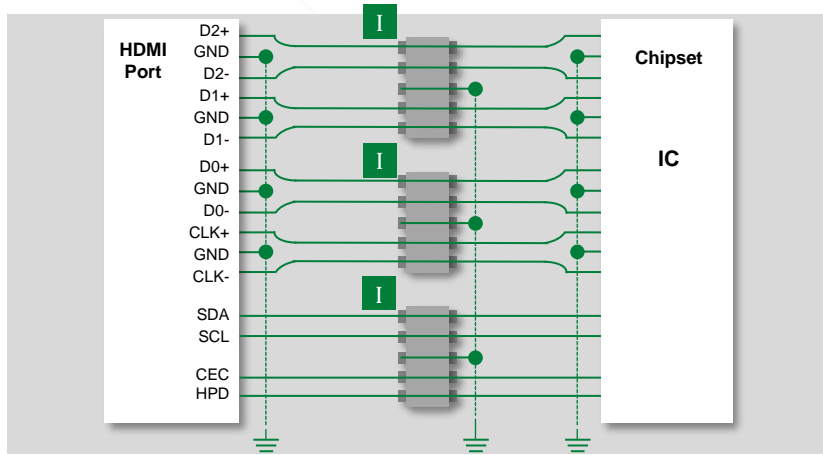 HDMI
Port
D2+
GND
D2-
D1+
GND
D1-
D0+
GND
D0-
CLK+
GND
CLK-
SDA
SCL
CEC
HPD
I
I
I
Chipset
IC